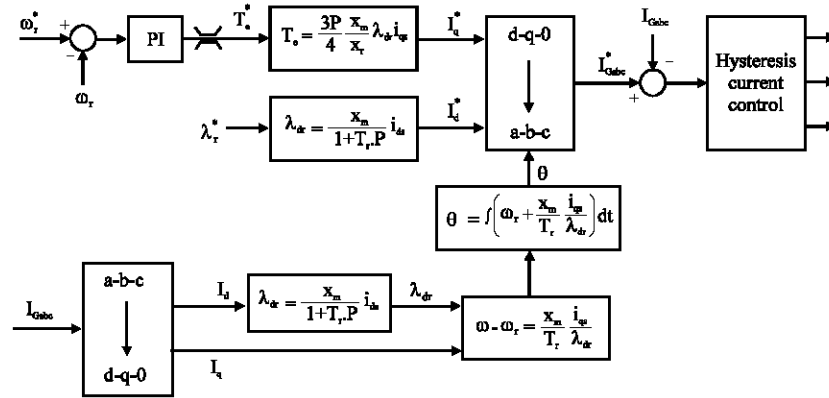 ω*r
+
−
ωr
PI
T*e
Te = 3P/4 xm/xr λdr iqs
I*q
λ*r
λdr = xm/1+Tr.P ids
I*d
d-q-0
a-b-c
θ
I*Gabc
IGabc
−
+
Hysteresis
current
control
θ = ∫(ωr + xm/Tr iqs/λdr) dt
IGabc
a-b-c
d-q-0
Id
λdr = xm/1+Tr.P ids
λdr
Iq
ω - ωr = xm/Tr iqs/λdr